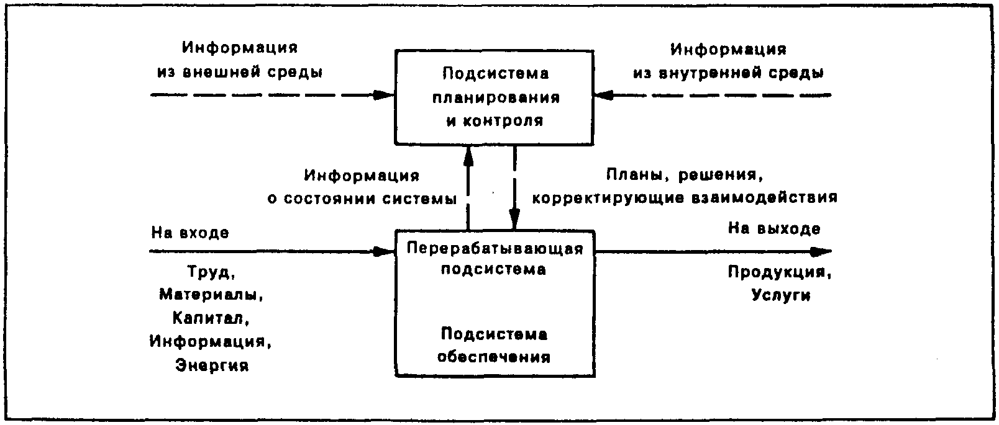 Информация
из внешней среды
Подсистема
планирования
и контроля
Информация
из внутренней среды
Информация
о состоянии системы
Планы, решения,
корректирующие взаимодействия
На входе
Труд,
Материалы,
Капитал,
Информация,
Энергия
Перерабатывающая
подсистема
Подсистема
обеспечения
На выходе
Продукция,
Услуги